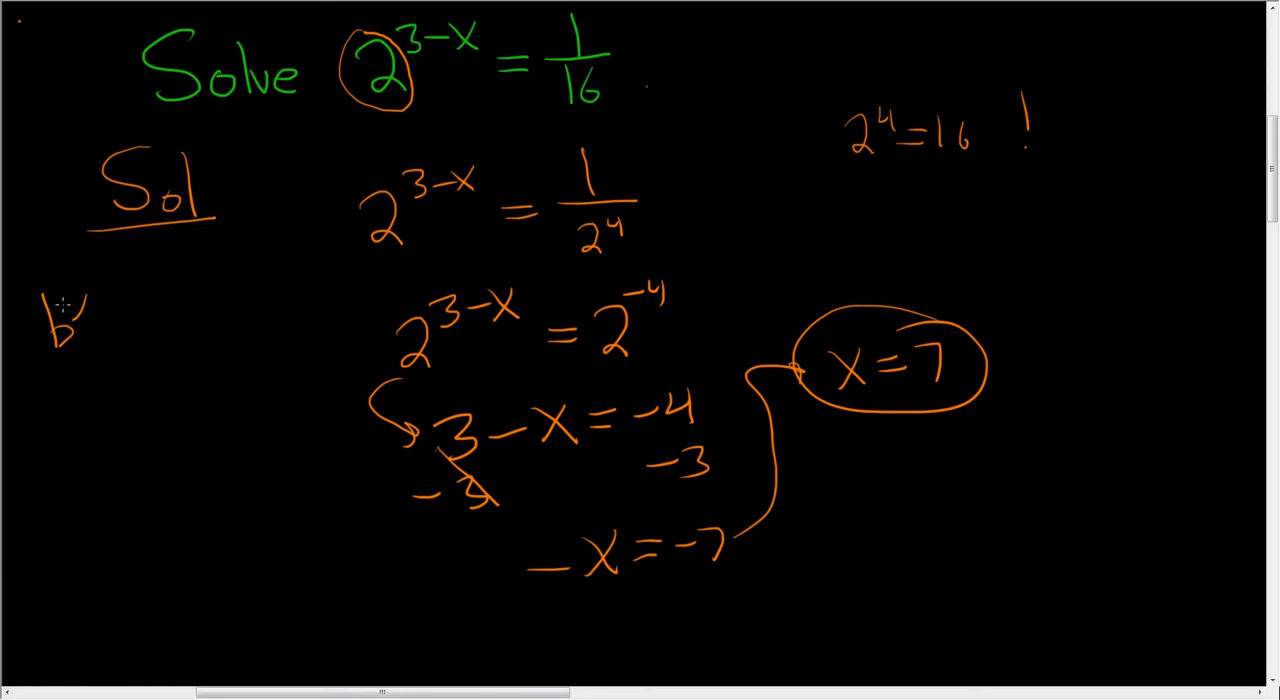 Solve 2^{3-x} = 1/16
2^4 = 16 !
Sol
2^{3-x} = 1/2^4
2^{3-x} = 2^{-4}
3 - x = -4
-3 -3
-x = -7
x = 7